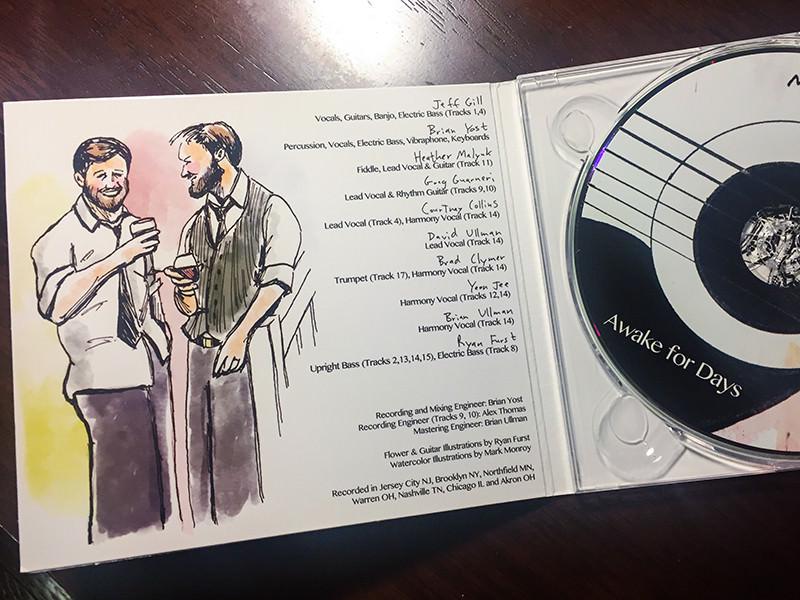 Jeff Gill
Vocals, Guitars, Banjo, Electric Bass (Tracks 1,4)
Brian Yost
Percussion, Vocals, Electric Bass, Vibraphone, Keyboards
Heather Malyuk
Fiddle, Lead Vocal & Guitar (Track 11)
Greg Guarneri
Lead Vocal & Rhythm Guitar (Tracks 9,10)
Courtney Collins
Lead Vocal (Track 4), Harmony Vocal (Track 14)
David Ullman
Lead Vocal (Track 14)
Brad Clymer
Trumpet (Track 17), Harmony Vocal (Track 14)
Yeon Jee
Harmony Vocal (Tracks 12,14)
Brian Ullman
Harmony Vocal (Track 14)
Ryan Furst
Upright Bass (Tracks 2,13,14,15), Electric Bass (Track 8)
Recording and Mixing Engineer: Brian Yost
Recording Engineer (Tracks 9, 10): Alex Thomas
Mastering Engineer: Brian Ullman
Flower & Guitar Illustrations by Ryan Furst
Watercolor Illustrations by Mark Monroy
Recorded in Jersey City NJ, Brooklyn NY, Northfield MN,
Warren OH, Nashville TN, Chicago IL and Akron OH
Awake for Days